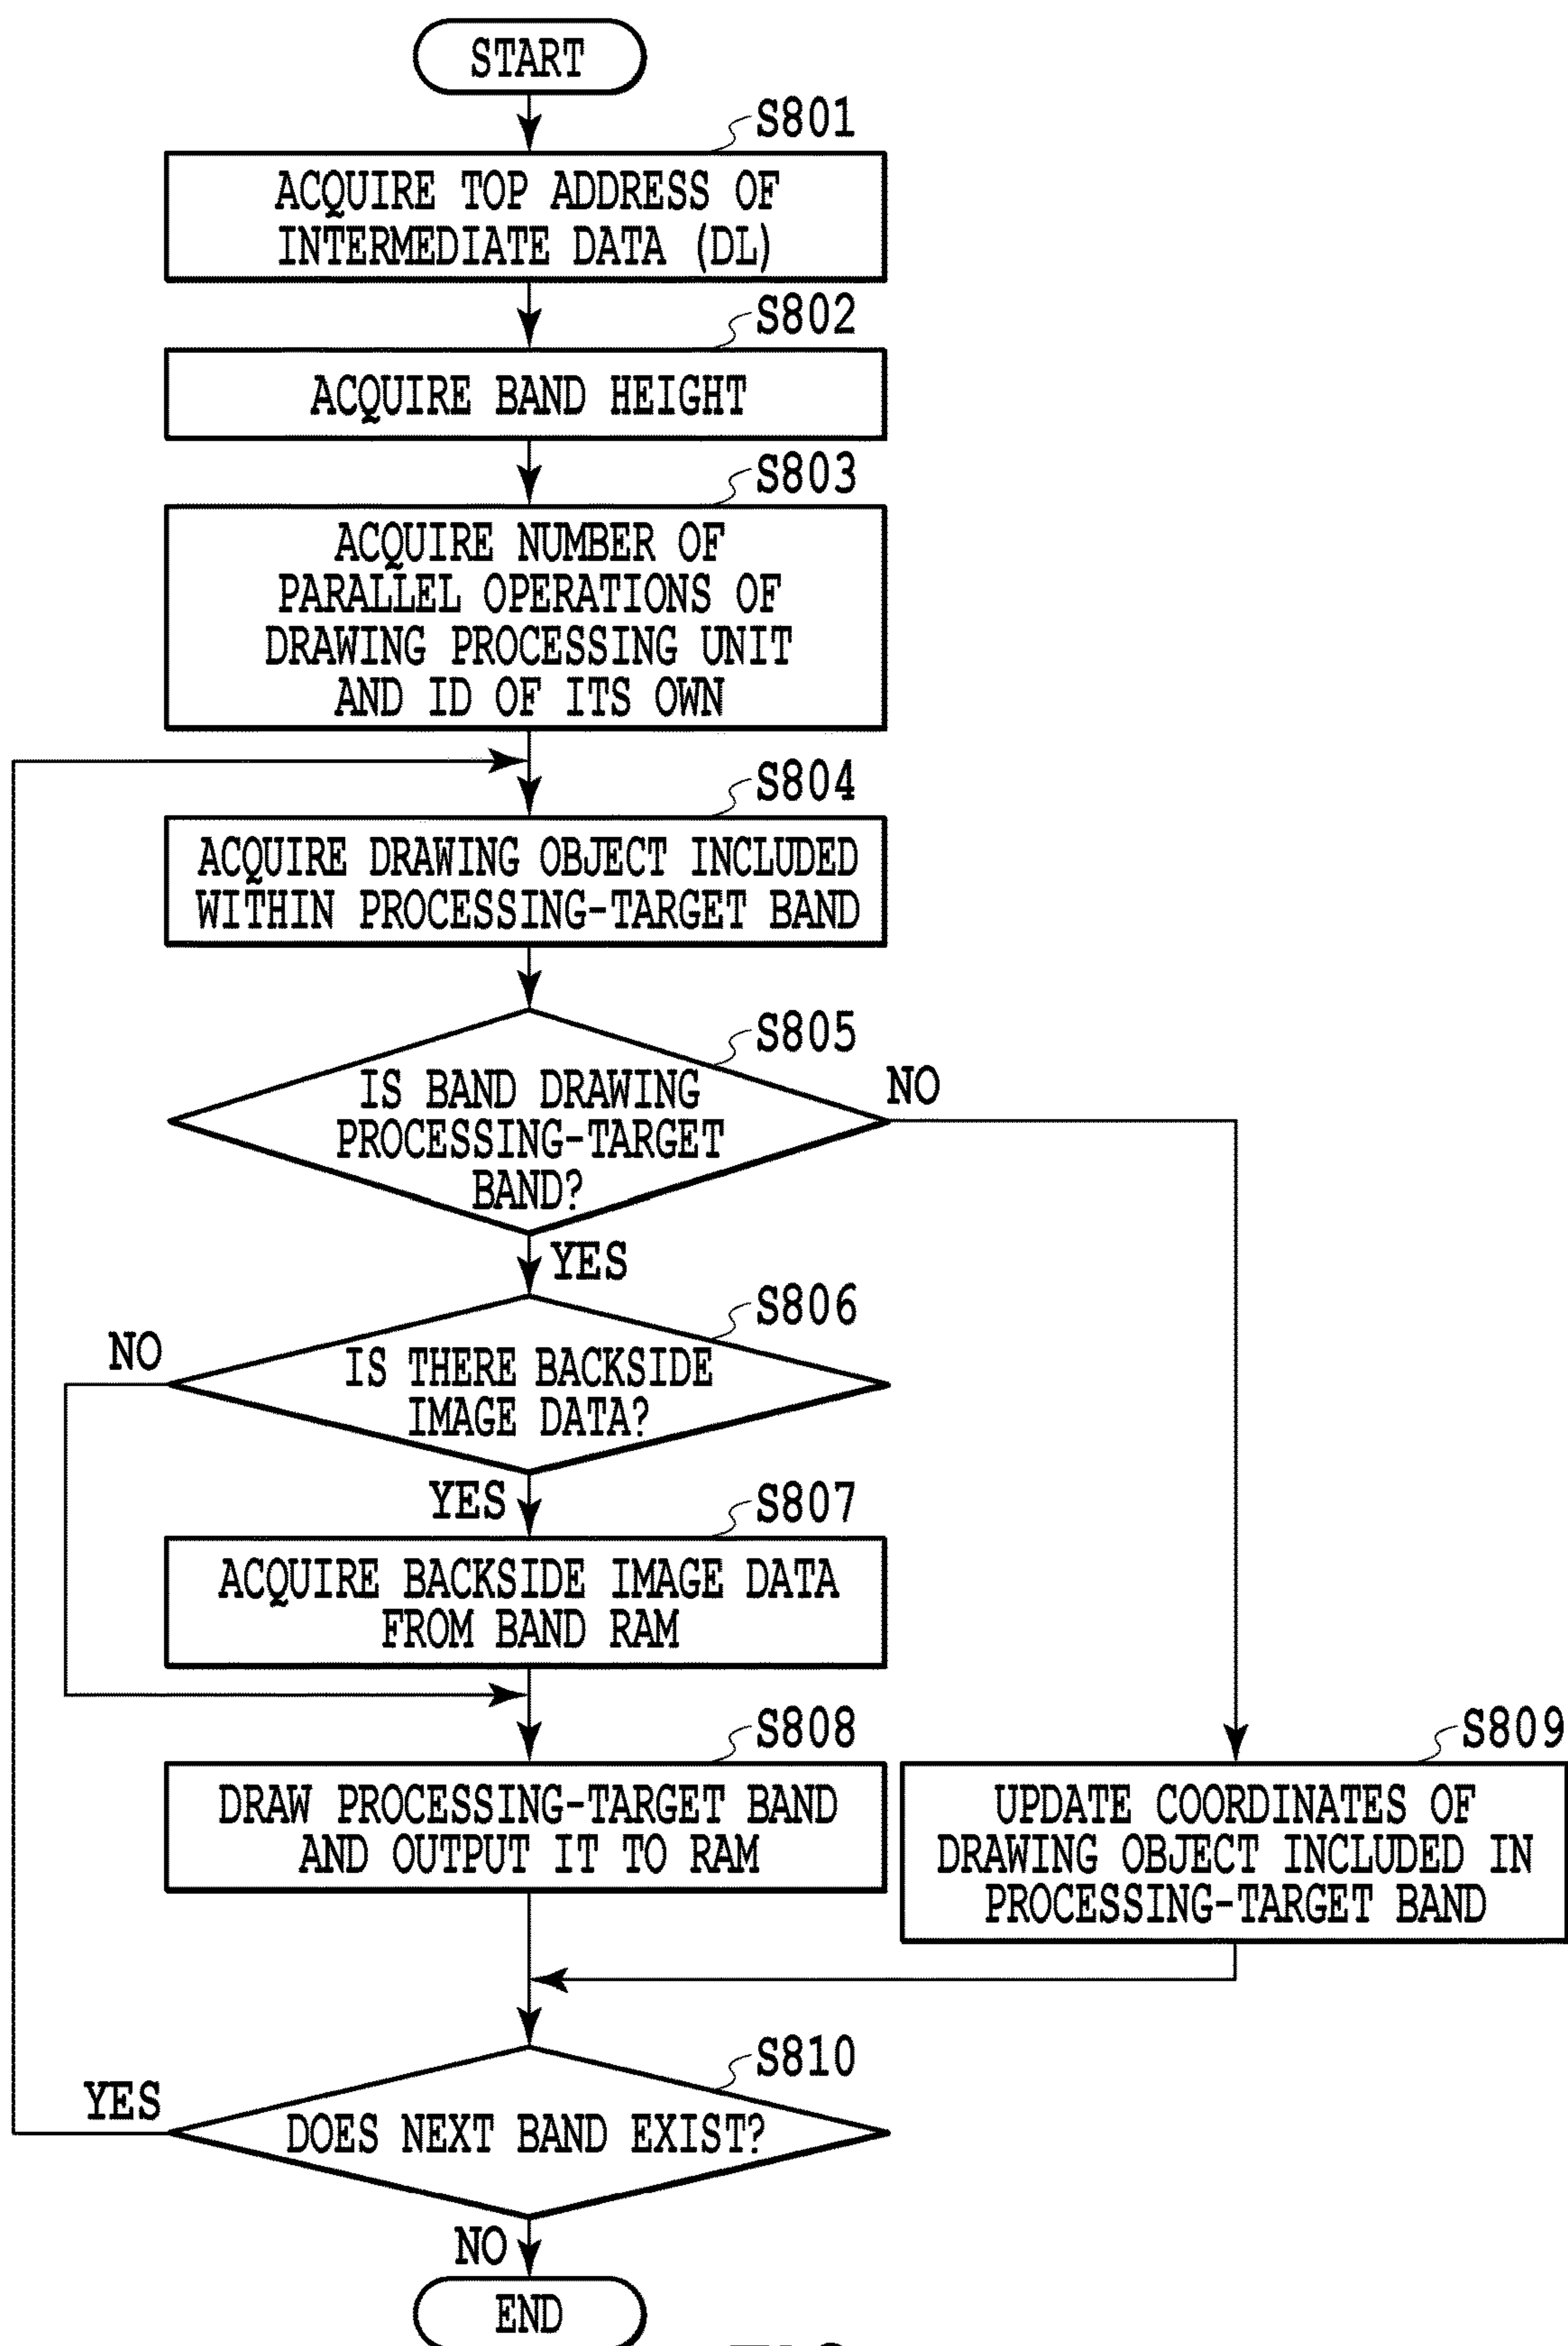 START
S801
ACQUIRE TOP ADDRESS OF
INTERMEDIATE DATA (DL)
S802
ACQUIRE BAND HEIGHT
S803
ACQUIRE NUMBER OF
PARALLEL OPERATIONS OF
DRAWING PROCESSING UNIT
AND ID OF ITS OWN
S804
ACQUIRE DRAWING OBJECT INCLUDED
WITHIN PROCESSING-TARGET BAND
S805
IS BAND DRAWING
PROCESSING-TARGET
BAND?
NO
YES
S806
IS THERE BACKSIDE
IMAGE DATA?
NO
YES
S807
ACQUIRE BACKSIDE IMAGE DATA
FROM BAND RAM
S808
DRAW PROCESSING-TARGET BAND
AND OUTPUT IT TO RAM
S809
UPDATE COORDINATES OF
DRAWING OBJECT INCLUDED IN
PROCESSING-TARGET BAND
S810
DOES NEXT BAND EXIST?
YES
NO
END